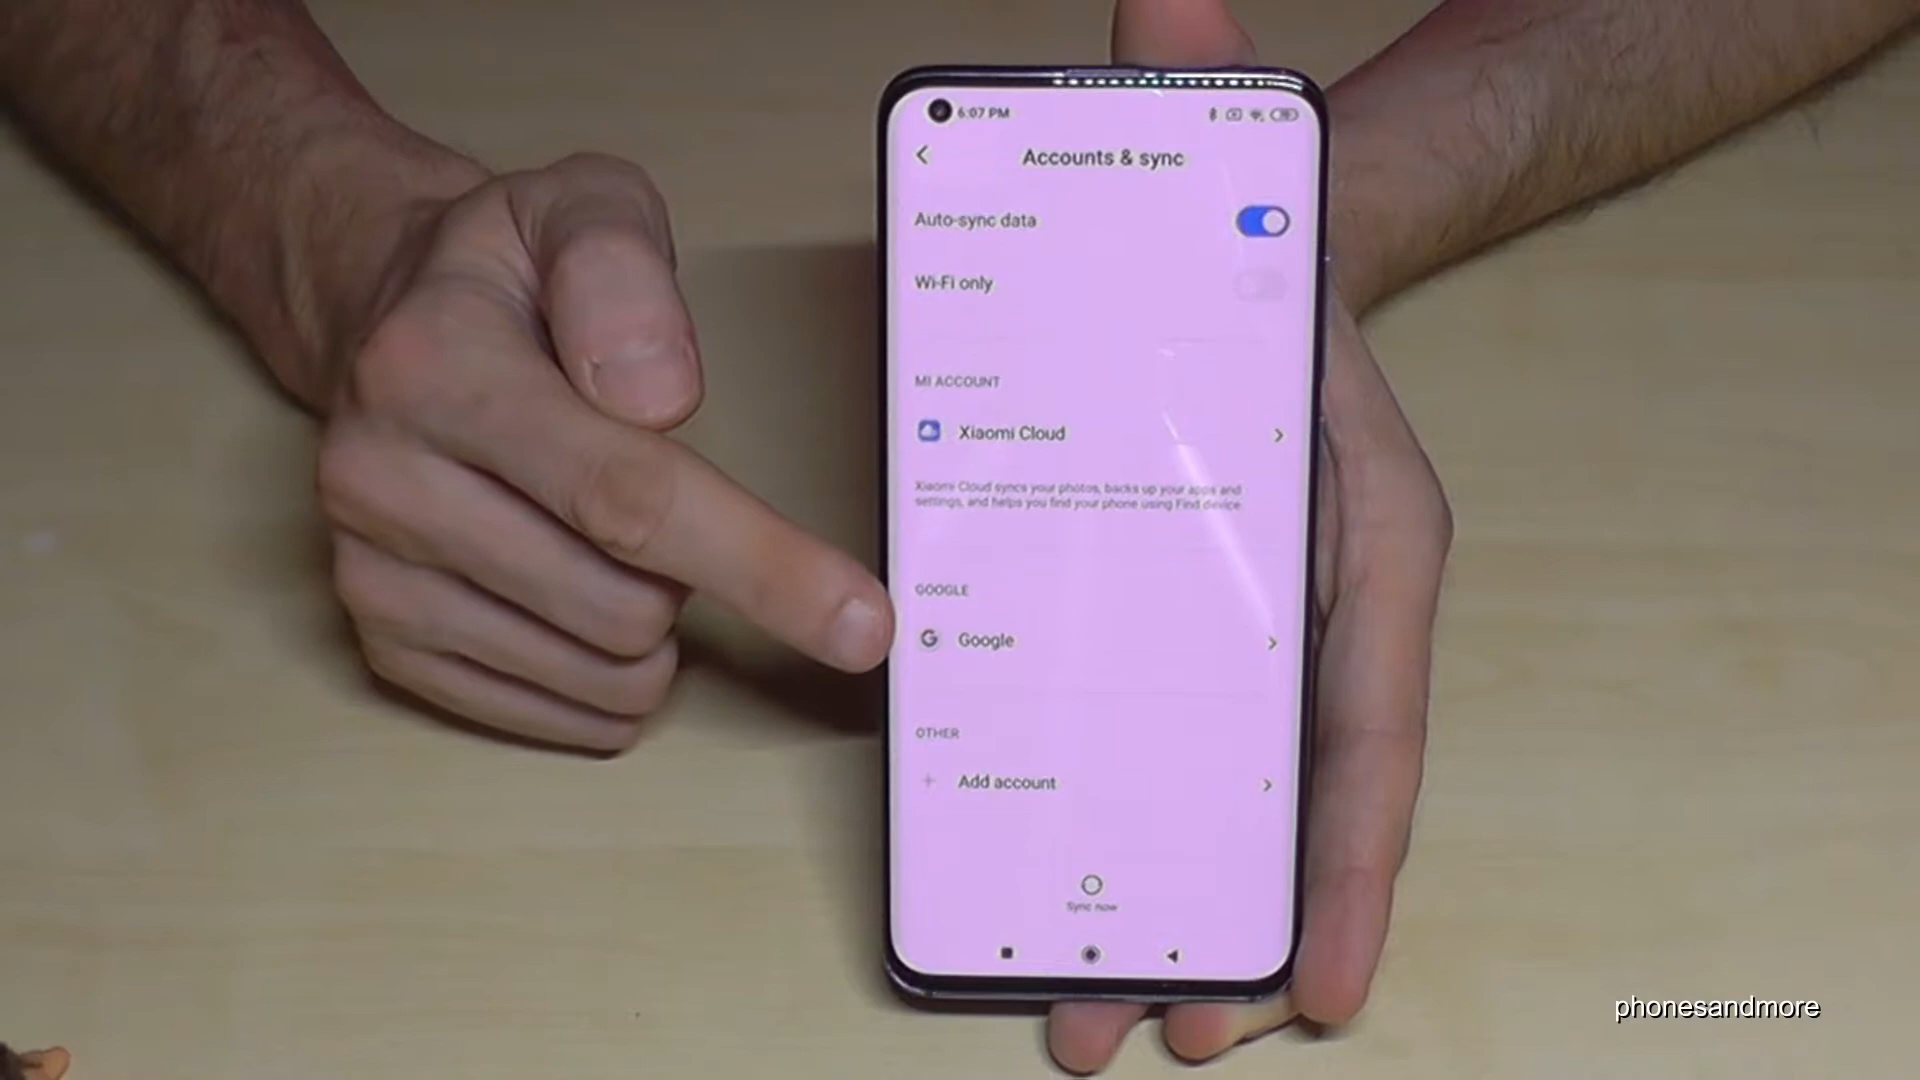 6:07 PM
Accounts & sync
Auto-sync data
Wi-Fi only
MI ACCOUNT
Xiaomi Cloud
Xiaomi Cloud syncs your photos, backs up your apps and
settings, and helps you find your phone using Find device.
GOOGLE
G Google
OTHER
+ Add account
Sync now
phonesandmore